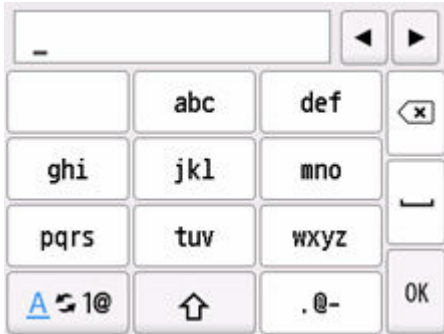 _
abc def
ghi jkl mno
pqrs tuv wxyz
A 1@ .@- OK